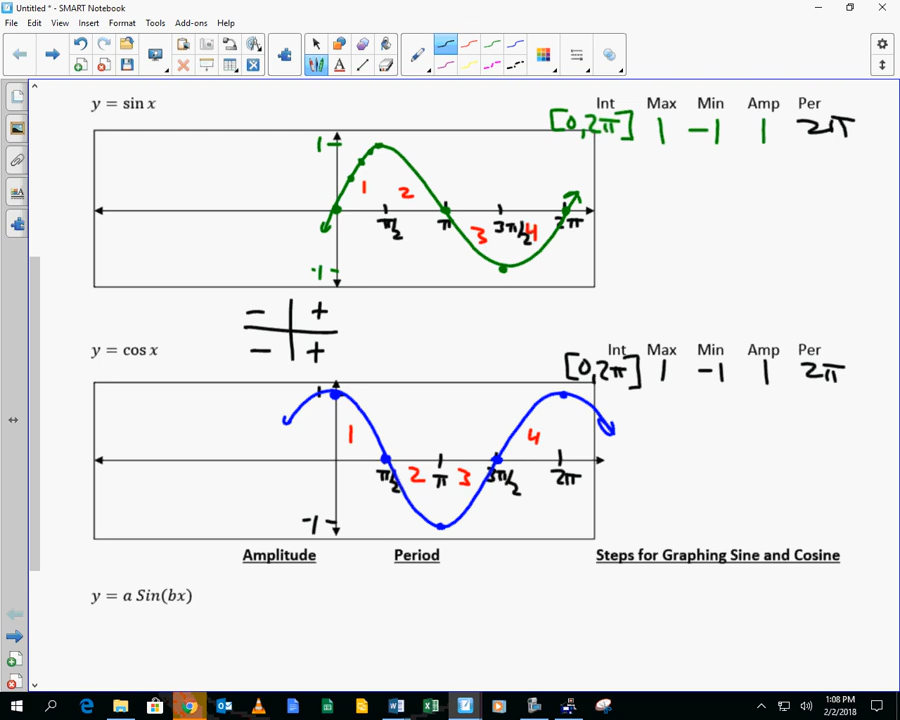 Untitled * - SMART Notebook
File Edit View Insert Format Tools Add-ons Help
y = sin x
Int Max Min Amp Per
[0, 2π] 1 -1 1 2π
1
1 2
π/2 π 3π/2 2π
3 4
-1
- +
- +
y = cos x
Int Max Min Amp Per
[0, 2π] 1 -1 1 2π
1
1 4
π/2 2 π 3 3π/2 2π
-1
Amplitude Period Steps for Graphing Sine and Cosine
y = a Sin(bx)
1:08 PM
2/2/2018